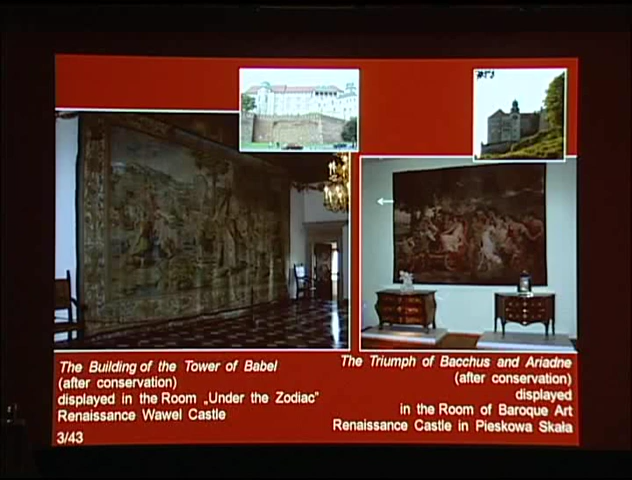 The Building of the Tower of Babel
(after conservation)
displayed in the Room „Under the Zodiac"
Renaissance Wawel Castle
3/43
The Triumph of Bacchus and Ariadne
(after conservation)
displayed
in the Room of Baroque Art
Renaissance Castle in Pieskowa Skała